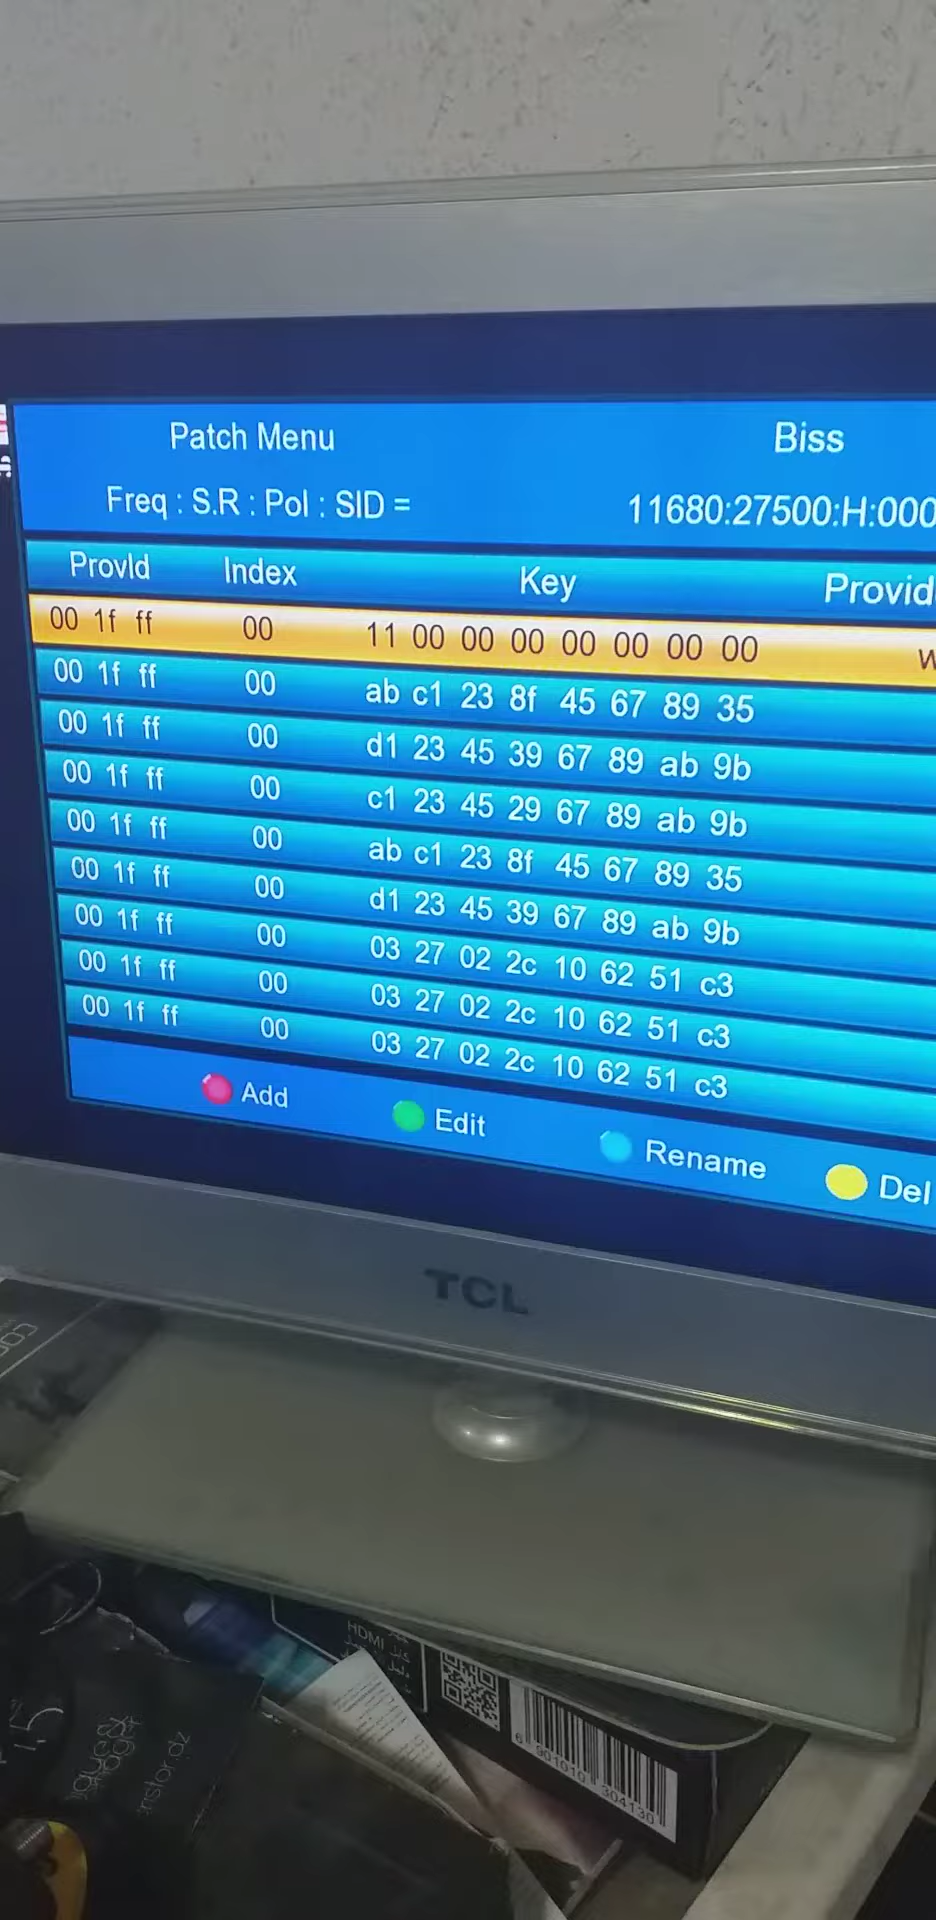 Patch Menu Biss
Freq : S.R : Pol : SID = 11680:27500:H:000
ProvId Index Key Provid
00 1f ff 00 11 00 00 00 00 00 00 00 w
00 1f ff 00 ab c1 23 8f 45 67 89 35
00 1f ff 00 d1 23 45 39 67 89 ab 9b
00 1f ff 00 c1 23 45 29 67 89 ab 9b
00 1f ff 00 ab c1 23 8f 45 67 89 35
00 1f ff 00 d1 23 45 39 67 89 ab 9b
00 1f ff 00 03 27 02 2c 10 62 51 c3
00 1f ff 00 03 27 02 2c 10 62 51 c3
00 1f ff 00 03 27 02 2c 10 62 51 c3
Add Edit Rename Del
TCL
HDMI
6 901010 304130
1,5